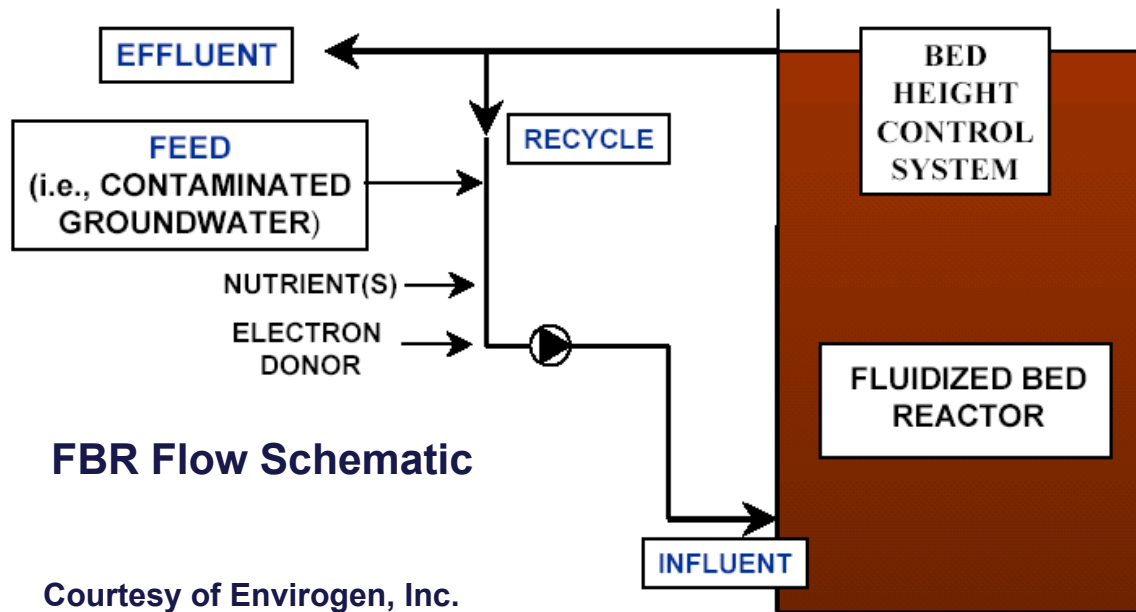 EFFLUENT
BED
HEIGHT
CONTROL
SYSTEM
RECYCLE
FEED
(i.e., CONTAMINATED
GROUNDWATER)
NUTRIENT(S)
ELECTRON
DONOR
FLUIDIZED BED
REACTOR
FBR Flow Schematic
INFLUENT
Courtesy of Envirogen, Inc.